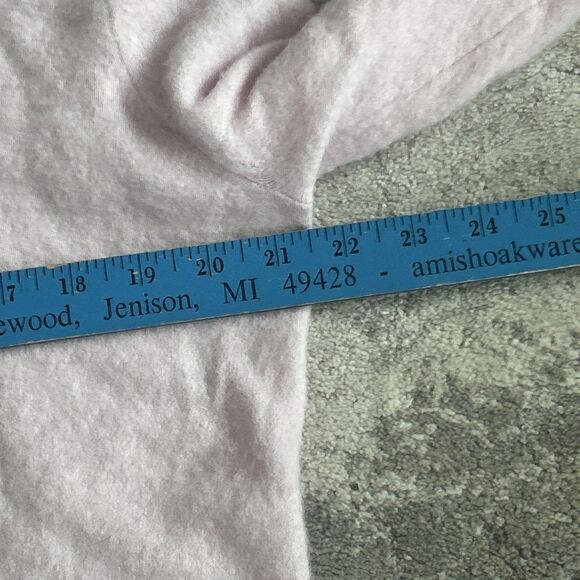 7 18 19 20 21 22 23 24 25
ewood, Jenison, MI 49428 - amishoakware